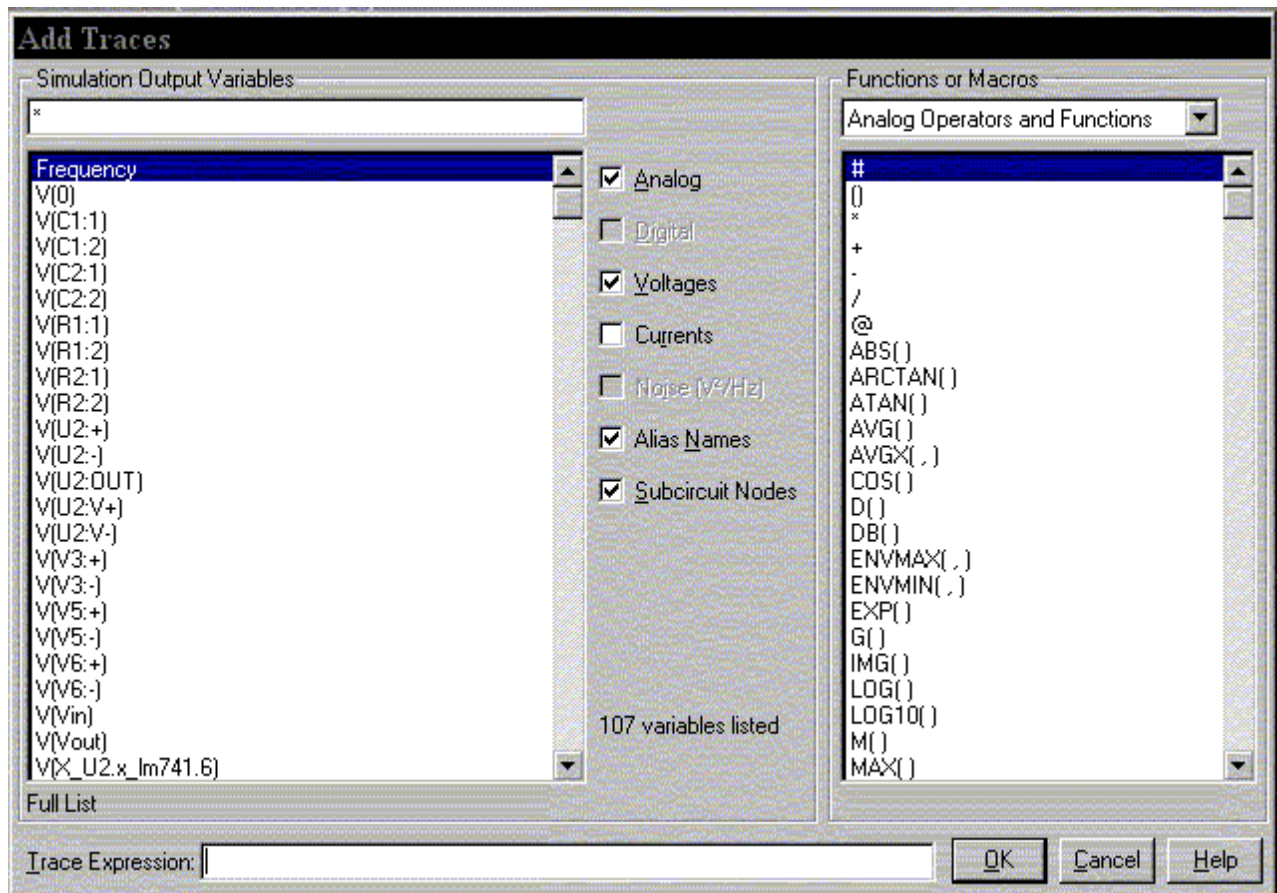 Add Traces
Simulation Output Variables
*
Frequency
V(0)
V(C1:1)
V(C1:2)
V(C2:1)
V(C2:2)
V(R1:1)
V(R1:2)
V(R2:1)
V(R2:2)
V(U2:+)
V(U2:-)
V(U2:OUT)
V(U2:V+)
V(U2:V-)
V(V3:+)
V(V3:-)
V(V5:+)
V(V5:-)
V(V6:+)
V(V6:-)
V(Vin)
V(Vout)
V(X_U2.x_lm741.6)
Full List
Analog
Digital
Voltages
Currents
Noise (V²/Hz)
Alias Names
Subcircuit Nodes
107 variables listed
Functions or Macros
Analog Operators and Functions
#
()
*
+
-
/
@
ABS( )
ARCTAN( )
ATAN( )
AVG( )
AVGX( , )
COS( )
D( )
DB( )
ENVMAX( , )
ENVMIN( , )
EXP( )
G( )
IMG( )
LOG( )
LOG10( )
M( )
MAX( )
Trace Expression:
OK
Cancel
Help